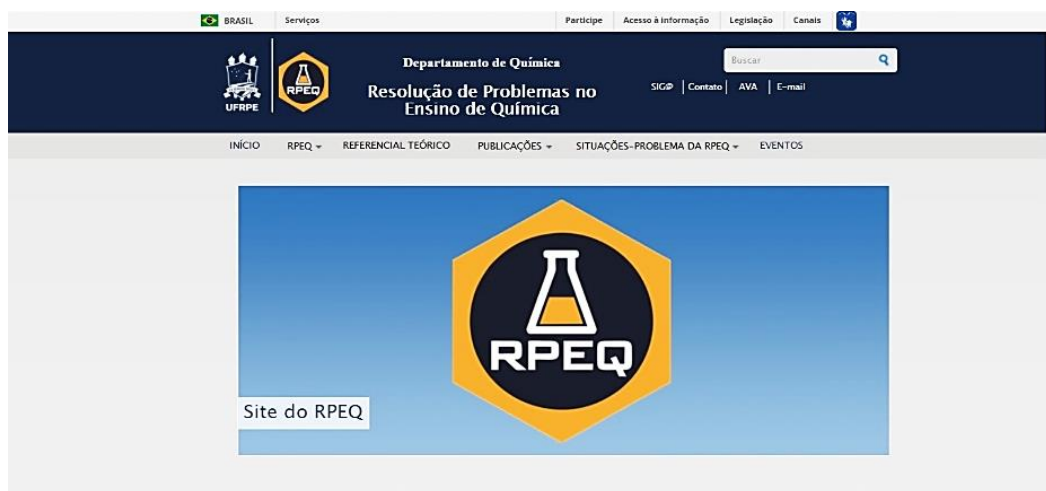 BRASIL Serviços Participe Acesso à informação Legislação Canais
UFRPE
RPEQ
Departamento de Química
Resolução de Problemas no
Ensino de Química
Buscar
SIG@ | Contato | AVA | E-mail
INÍCIO RPEQ REFERENCIAL TEÓRICO PUBLICAÇÕES SITUAÇÕES-PROBLEMA DA RPEQ EVENTOS
RPEQ
Site do RPEQ